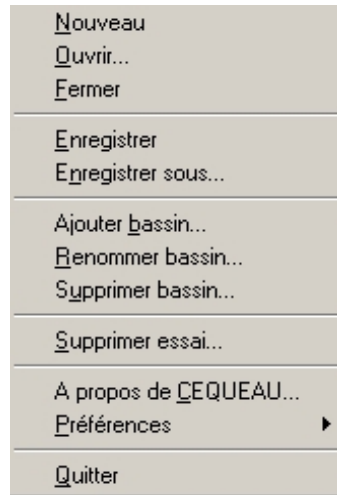 Nouveau
Ouvrir...
Fermer
Enregistrer
Enregistrer sous...
Ajouter bassin...
Renommer bassin...
Supprimer bassin...
Supprimer essai...
A propos de CEQUEAU...
Préférences
Quitter